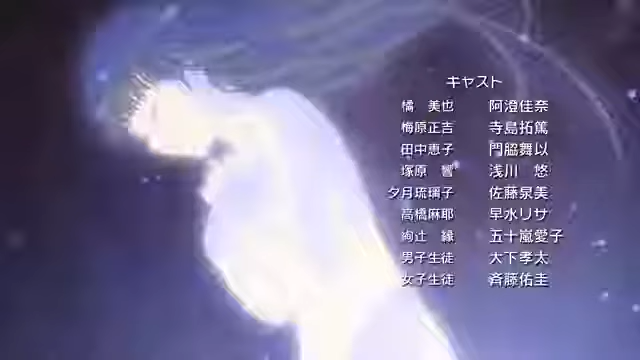 キャスト
橘　美也　阿澄佳奈
梅原正吉　寺島拓篤
田中恵子　門脇舞以
塚原　響　浅川　悠
夕月琉璃子　佐藤泉美
高橋麻耶　早水リサ
絢辻　縁　五十嵐愛子
男子生徒　大下孝太
女子生徒　斉藤佑圭